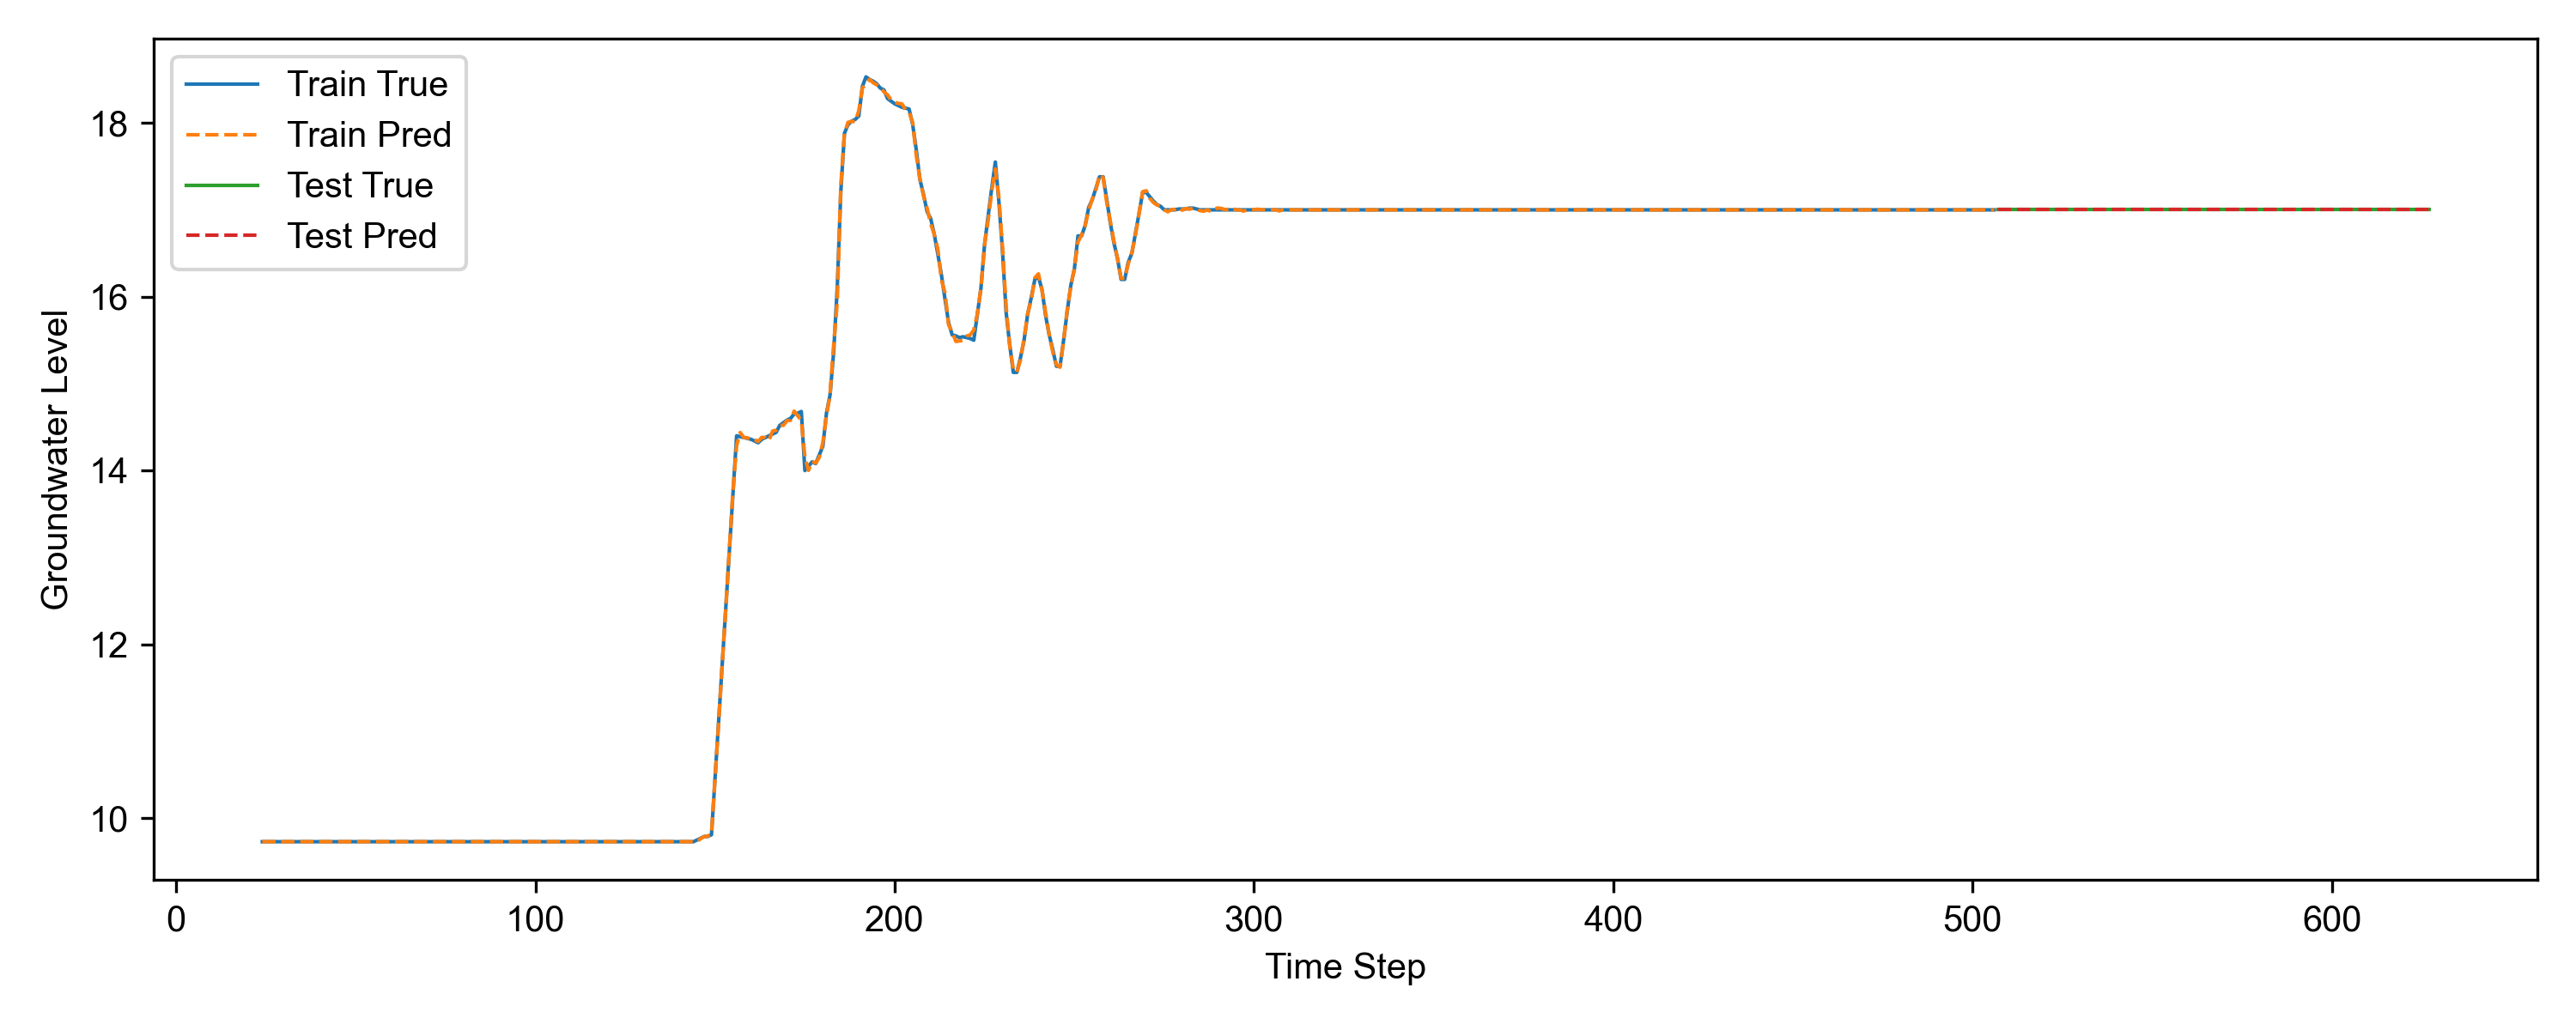 Train True
Train Pred
Test True
Test Pred
18
16
14
12
10
Groundwater Level
0 100 200 300 400 500 600
Time Step